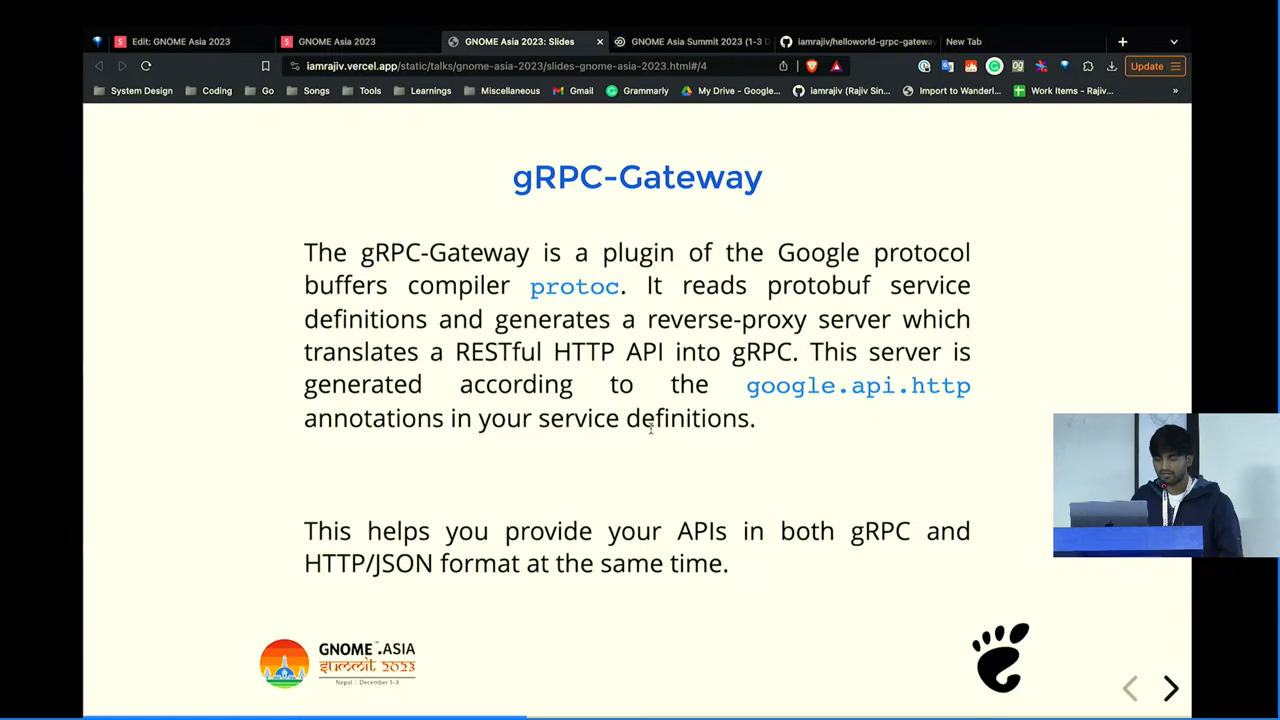 Edit: GNOME Asia 2023
GNOME Asia 2023
GNOME Asia 2023: Slides
GNOME Asia Summit 2023 (1-3 D
iamrajiv/helloworld-grpc-gateway
New Tab
iamrajiv.vercel.app/static/talks/gnome-asia-2023/slides-gnome-asia-2023.html#/4
Update
System Design
Coding
Go
Songs
Tools
Learnings
Miscellaneous
Gmail
Grammarly
My Drive - Google...
iamrajiv (Rajiv Sin...
Import to Wanderl...
Work Items - Rajiv...
gRPC-Gateway
The gRPC-Gateway is a plugin of the Google protocol
buffers compiler protoc. It reads protobuf service
definitions and generates a reverse-proxy server which
translates a RESTful HTTP API into gRPC. This server is
generated according to the google.api.http
annotations in your service definitions.
This helps you provide your APIs in both gRPC and
HTTP/JSON format at the same time.
GNOME™.ASIA
summit 2023
Nepal | December 1-3